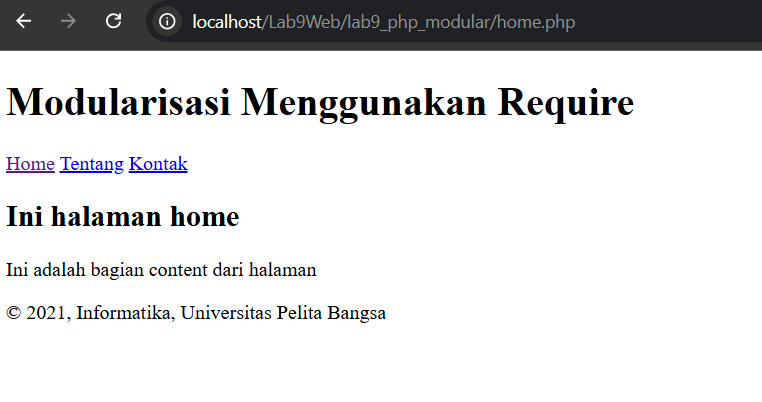 localhost/Lab9Web/lab9_php_modular/home.php
Modularisasi Menggunakan Require
Home Tentang Kontak
Ini halaman home
Ini adalah bagian content dari halaman
© 2021, Informatika, Universitas Pelita Bangsa